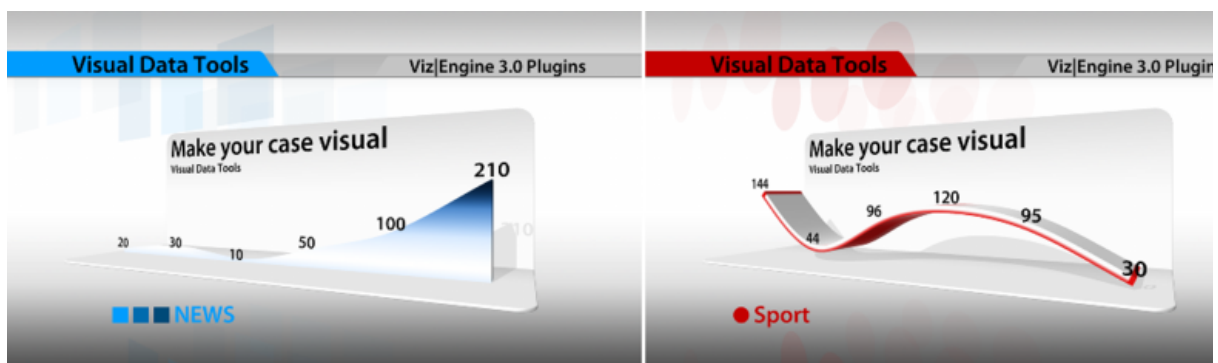 Visual Data Tools
Viz|Engine 3.0 Plugins
Make your case visual
Visual Data Tools
210
100
50
30
20
10
NEWS
Visual Data Tools
Viz|Engine 3.0 Plugin
Make your case visual
Visual Data Tools
144
120
96
95
44
30
Sport